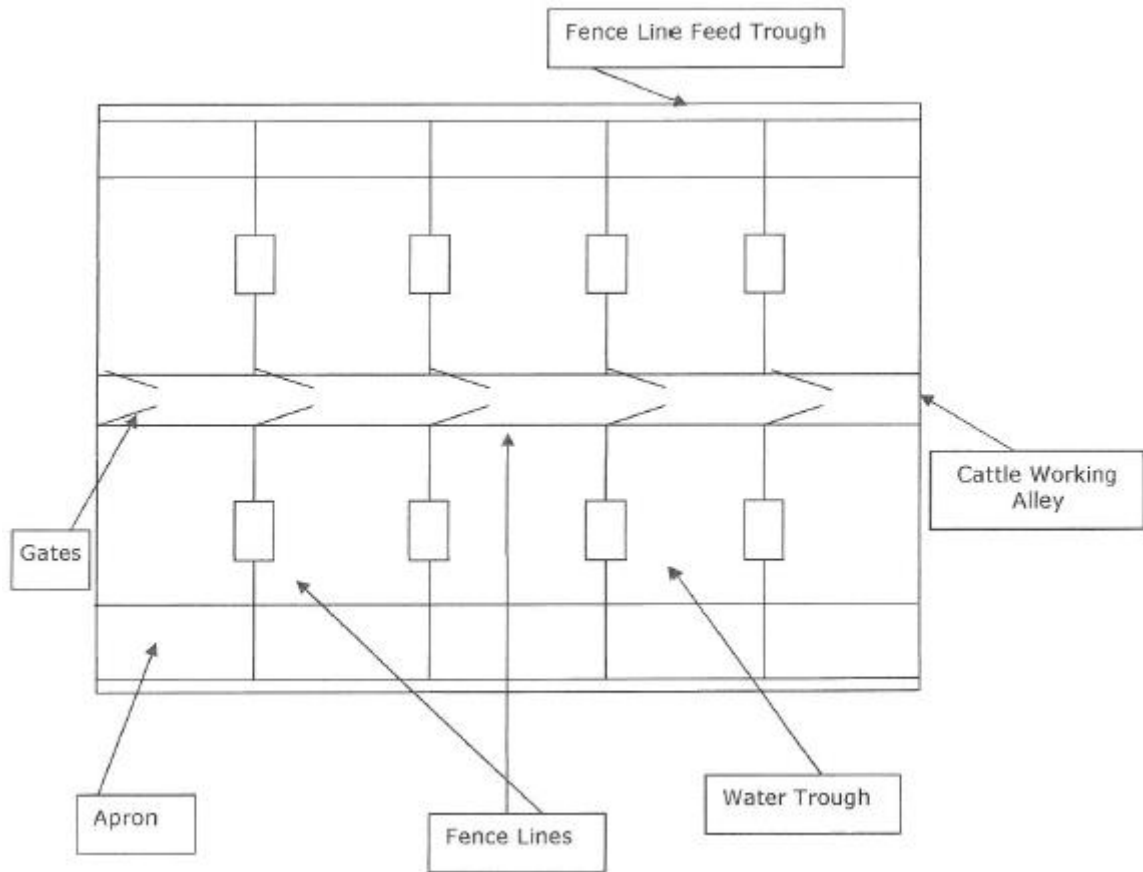 Fence Line Feed Trough
Cattle Working
Alley
Gates
Apron
Fence Lines
Water Trough